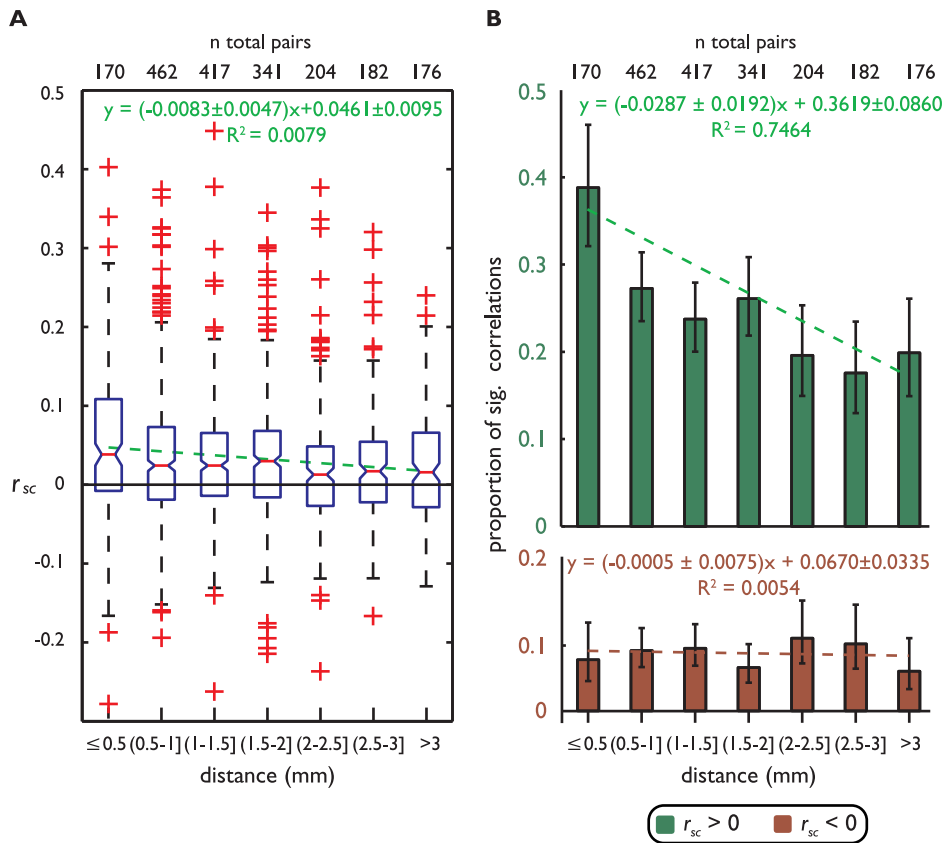 A
n total pairs
170 462 417 341 204 182 176
y = (-0.0083±0.0047)x+0.0461±0.0095
R² = 0.0079
0.5
0.4
0.3
0.2
0.1
0
-0.1
-0.2
r_sc
≤0.5 (0.5-1] (1-1.5] (1.5-2] (2-2.5] (2.5-3] >3
distance (mm)
B
n total pairs
170 462 417 341 204 182 176
y = (-0.0287 ± 0.0192)x + 0.3619±0.0860
R² = 0.7464
0.5
0.4
0.3
0.2
0.1
0
proportion of sig. correlations
y = (-0.0005 ± 0.0075)x + 0.0670±0.0335
R² = 0.0054
0.2
0.1
0
≤0.5 (0.5-1] (1-1.5] (1.5-2] (2-2.5] (2.5-3] >3
distance (mm)
r_sc > 0 r_sc < 0